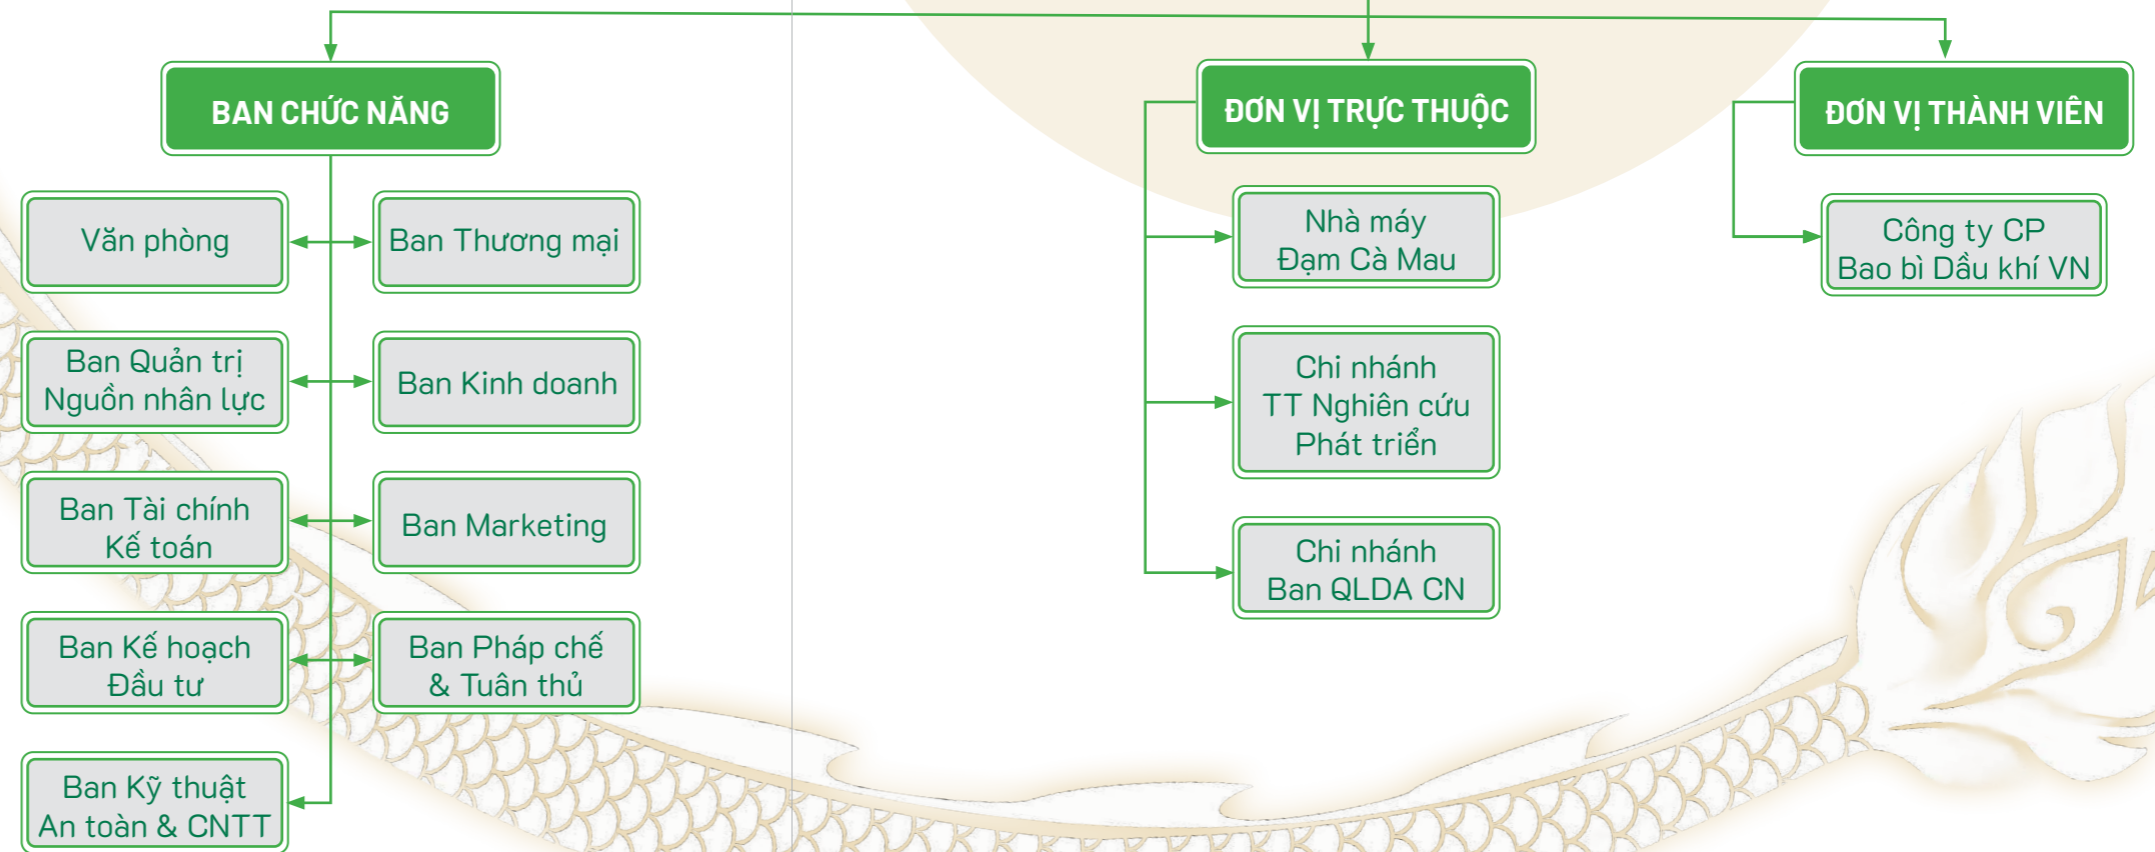 BAN CHỨC NĂNG
Văn phòng
Ban Thương mại
Ban Quản trị
Nguồn nhân lực
Ban Kinh doanh
Ban Tài chính
Kế toán
Ban Marketing
Ban Kế hoạch
Đầu tư
Ban Pháp chế
& Tuân thủ
Ban Kỹ thuật
An toàn & CNTT
ĐƠN VỊ TRỰC THUỘC
Nhà máy
Đạm Cà Mau
Chi nhánh
TT Nghiên cứu
Phát triển
Chi nhánh
Ban QLDA CN
ĐƠN VỊ THÀNH VIÊN
Công ty CP
Bao bì Dầu khí VN